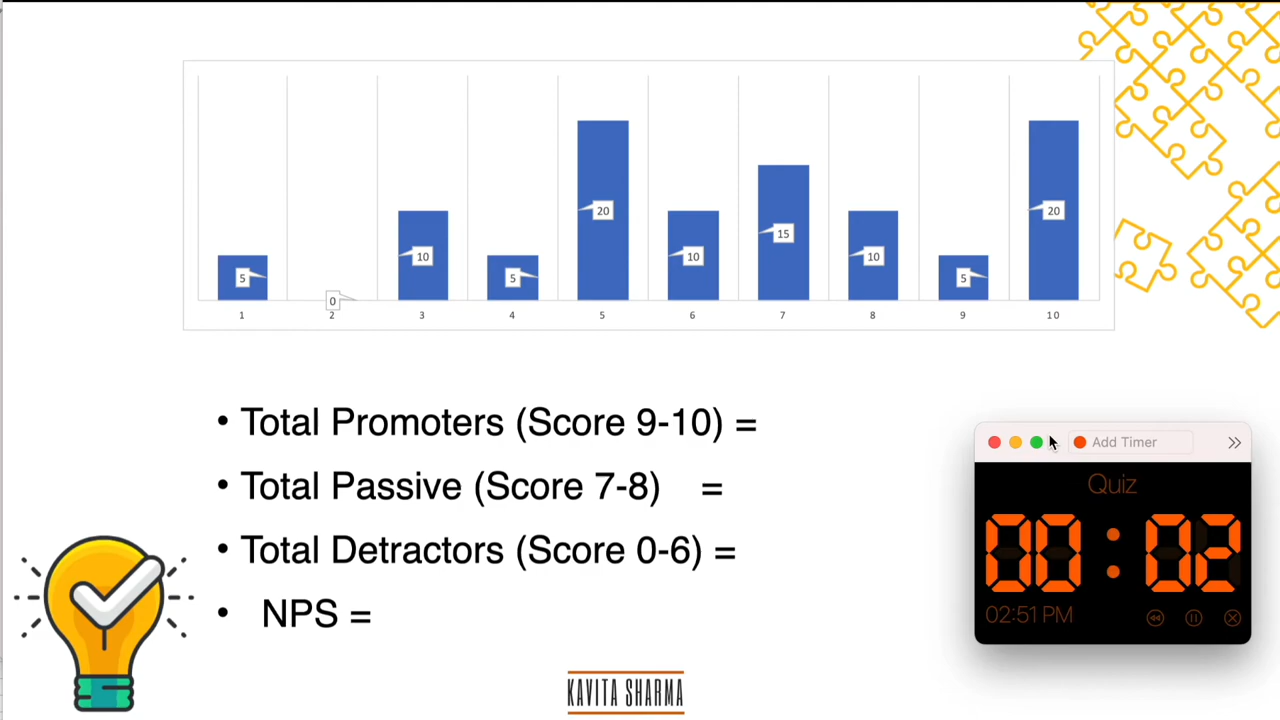 5 0 10 5 20 10 15 10 5 20
1 2 3 4 5 6 7 8 9 10
• Total Promoters (Score 9-10) =
• Total Passive (Score 7-8) =
• Total Detractors (Score 0-6) =
• NPS =
Add Timer
Quiz
00:02
02:51 PM
KAVITA SHARMA